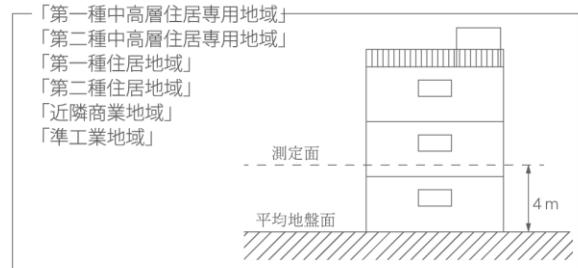 「第一種中高層住居専用地域」
「第二種中高層住居専用地域」
「第一種住居地域」
「第二種住居地域」
「近隣商業地域」
「準工業地域」
測定面
4m
平均地盤面